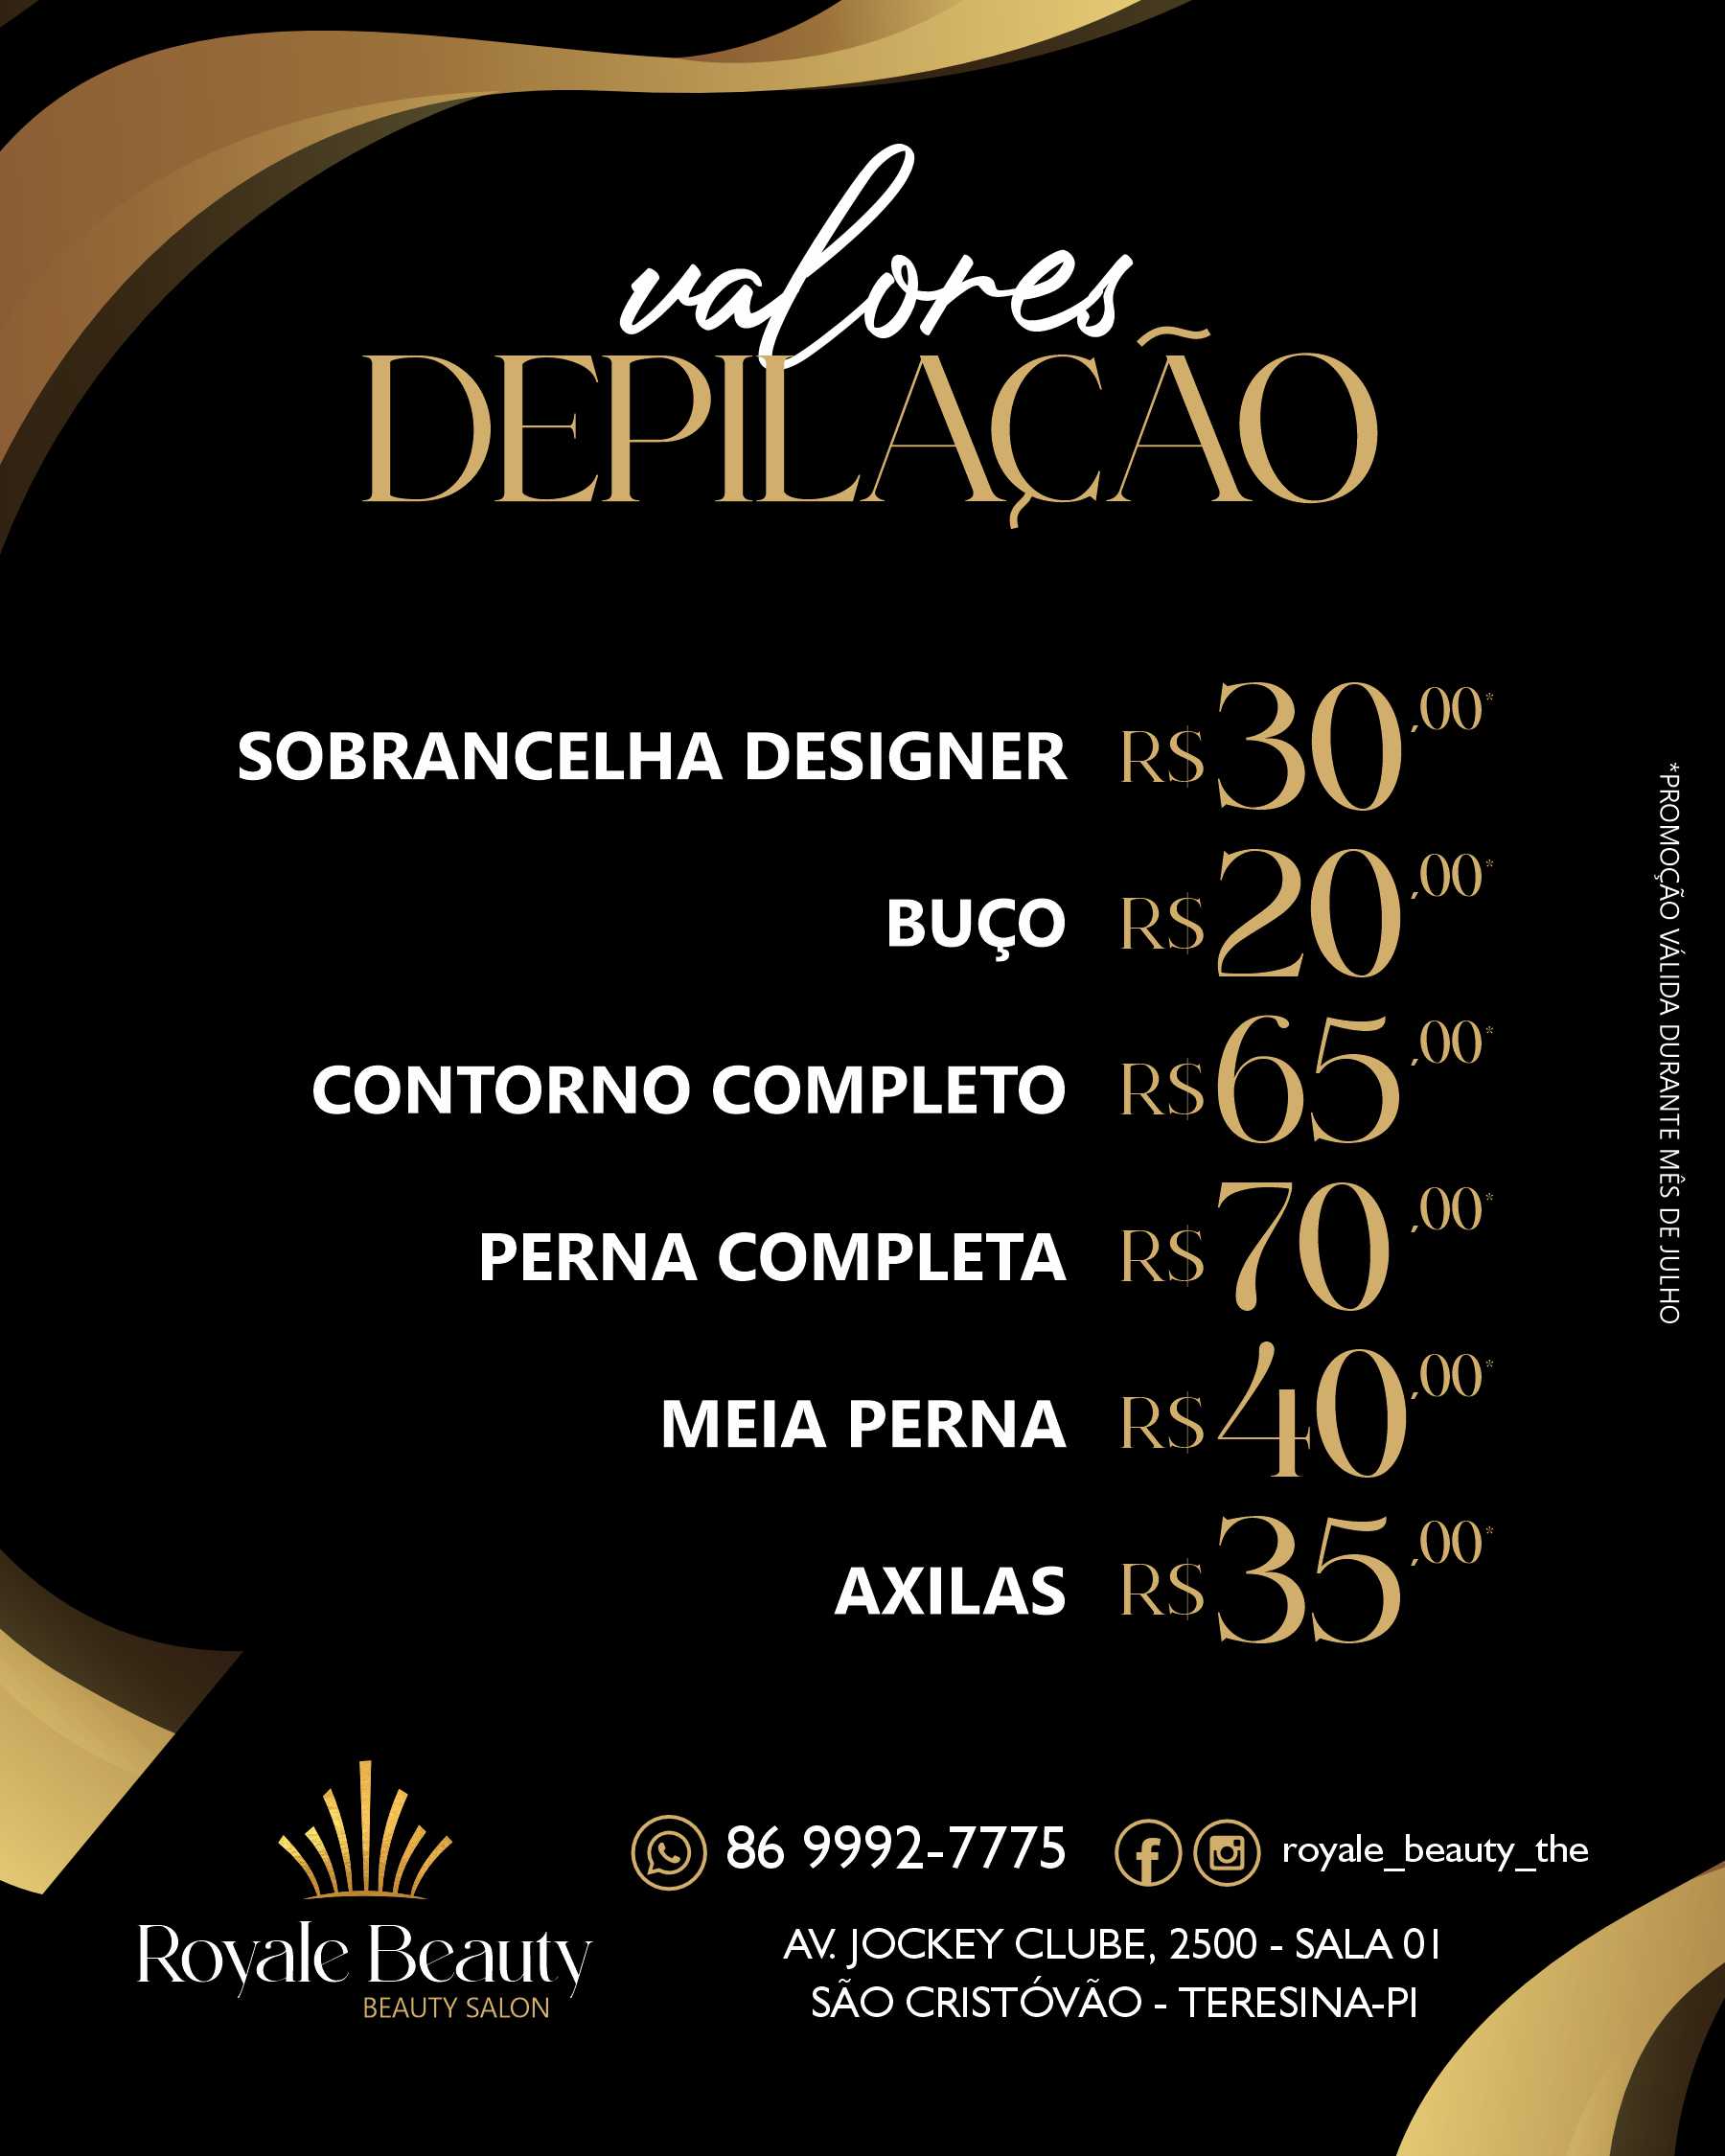 valores
DEPILAÇÃO
SOBRANCELHA DESIGNER R$30,00*
BUÇO R$20,00*
CONTORNO COMPLETO R$65,00*
PERNA COMPLETA R$70,00*
MEIA PERNA R$40,00*
AXILAS R$35,00*
*PROMOÇÃO VÁLIDA DURANTE MÊS DE JULHO
Royale Beauty
BEAUTY SALON
86 9992-7775 royale_beauty_the
AV. JOCKEY CLUBE, 2500 - SALA 01
SÃO CRISTÓVÃO - TERESINA-PI